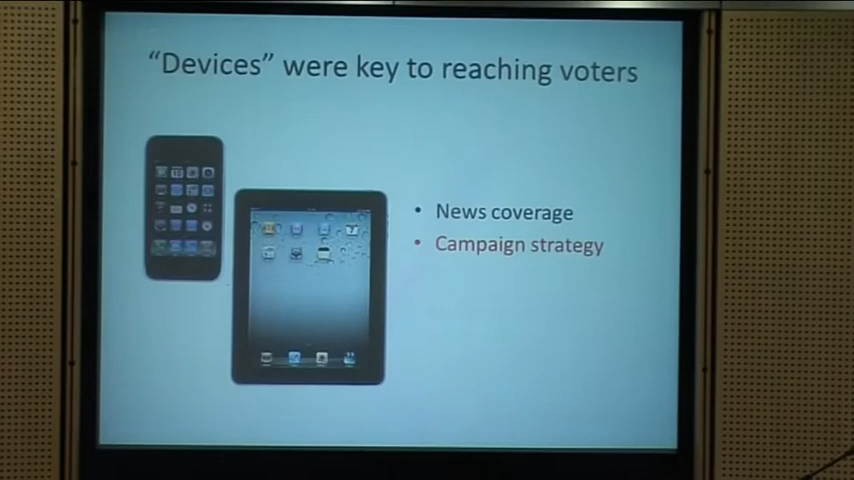 “Devices” were key to reaching voters
• News coverage
• Campaign strategy